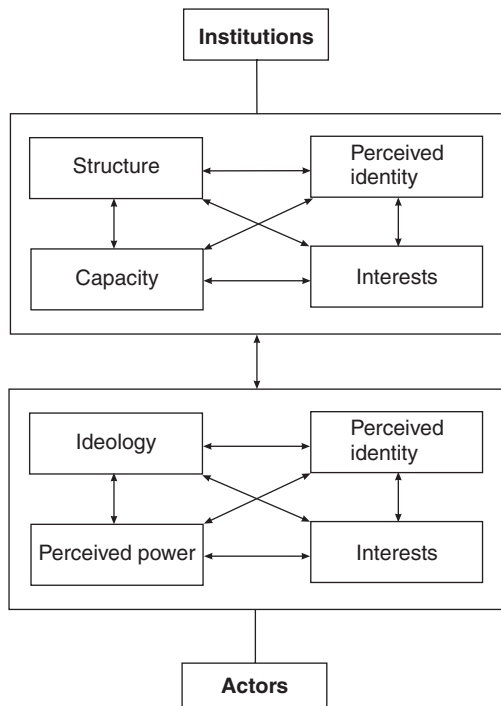 Institutions
Structure
Perceived
identity
Capacity
Interests
Ideology
Perceived
identity
Perceived power
Interests
Actors